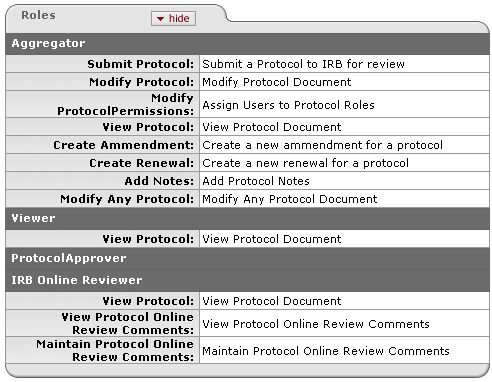 Roles
hide
Aggregator
Submit Protocol: Submit a Protocol to IRB for review
Modify Protocol: Modify Protocol Document
Modify
ProtocolPermissions: Assign Users to Protocol Roles
View Protocol: View Protocol Document
Create Ammendment: Create a new ammendment for a protocol
Create Renewal: Create a new renewal for a protocol
Add Notes: Add Protocol Notes
Modify Any Protocol: Modify Any Protocol Document
Viewer
View Protocol: View Protocol Document
ProtocolApprover
IRB Online Reviewer
View Protocol: View Protocol Document
View Protocol Online
Review Comments: View Protocol Online Review Comments
Maintain Protocol Online
Review Comments: Maintain Protocol Online Review Comments